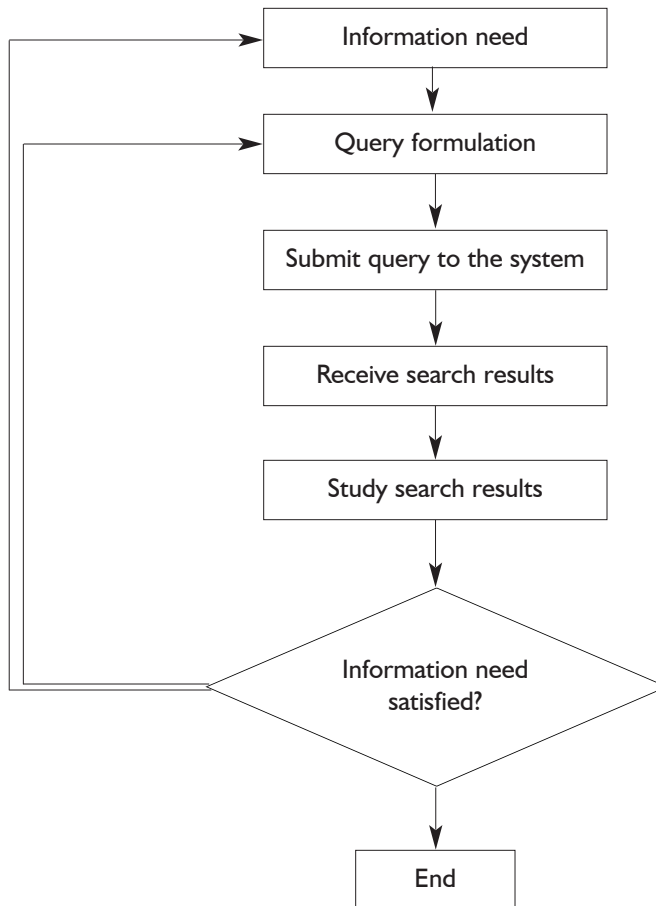 Information need
Query formulation
Submit query to the system
Receive search results
Study search results
Information need
satisfied?
End